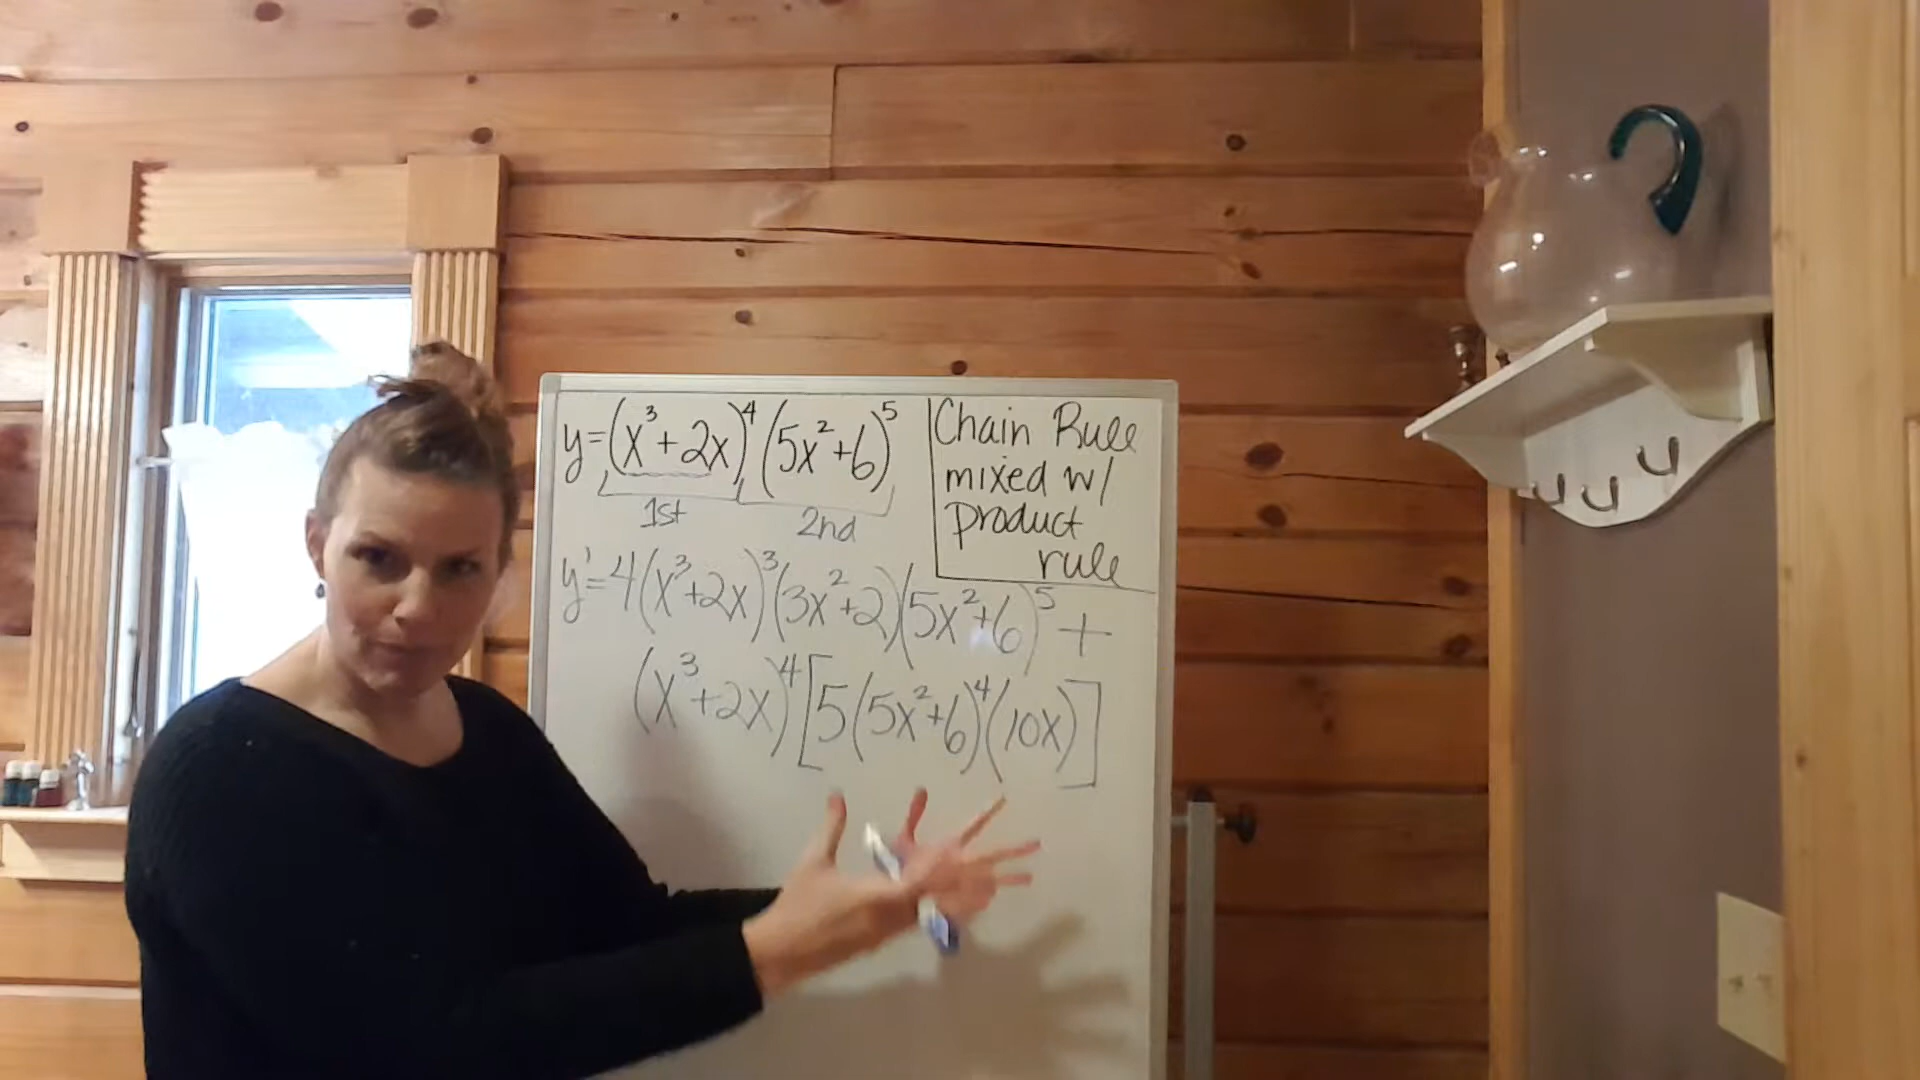 y=(x³+2x)⁴(5x²+6)⁵
1st 2nd
Chain Rule
mixed w/
product
rule
y'=4(x³+2x)³(3x²+2)(5x²+6)⁵+
(x³+2x)⁴[5(5x²+6)⁴(10x)]